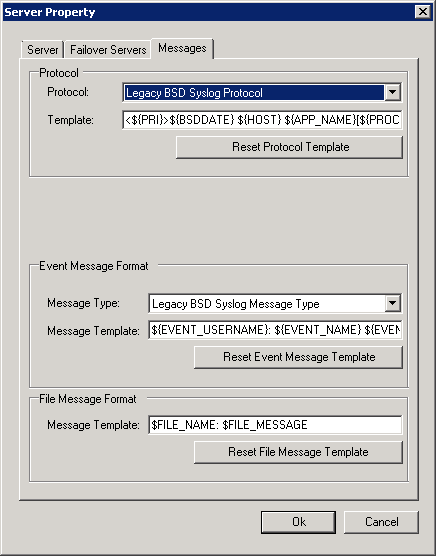 Server Property
Server Failover Servers Messages
Protocol
Protocol: Legacy BSD Syslog Protocol
Template: <${PRI}>${BSDDATE} ${HOST} ${APP_NAME}[${PROC
Reset Protocol Template
Event Message Format
Message Type: Legacy BSD Syslog Message Type
Message Template: ${EVENT_USERNAME}: ${EVENT_NAME} ${EVEN
Reset Event Message Template
File Message Format
Message Template: $FILE_NAME: $FILE_MESSAGE
Reset File Message Template
Ok Cancel